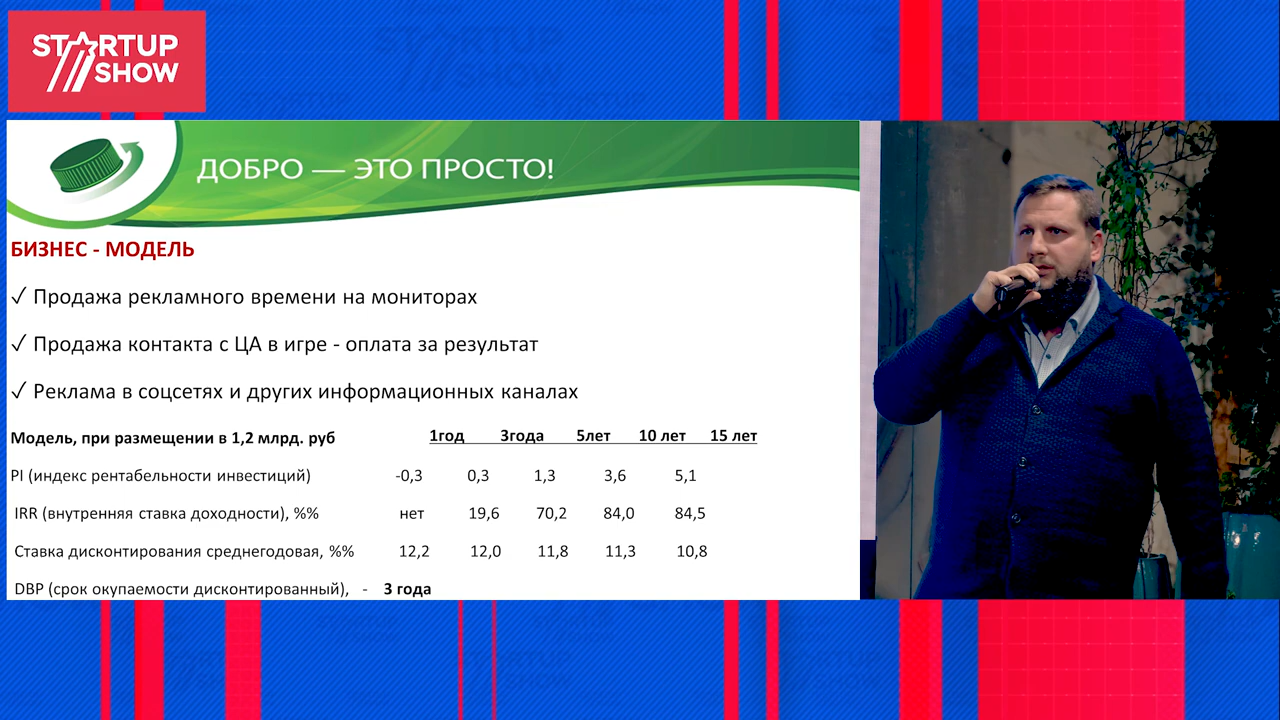 STARTUP
SHOW
ДОБРО — ЭТО ПРОСТО!
БИЗНЕС - МОДЕЛЬ
✓ Продажа рекламного времени на мониторах
✓ Продажа контакта с ЦА в игре - оплата за результат
✓ Реклама в соцсетях и других информационных каналах
Модель, при размещении в 1,2 млрд. руб 1год 3года 5лет 10 лет 15 лет
PI (индекс рентабельности инвестиций) -0,3 0,3 1,3 3,6 5,1
IRR (внутренняя ставка доходности), %% нет 19,6 70,2 84,0 84,5
Ставка дисконтирования среднегодовая, %% 12,2 12,0 11,8 11,3 10,8
DBP (срок окупаемости дисконтированный), - 3 года